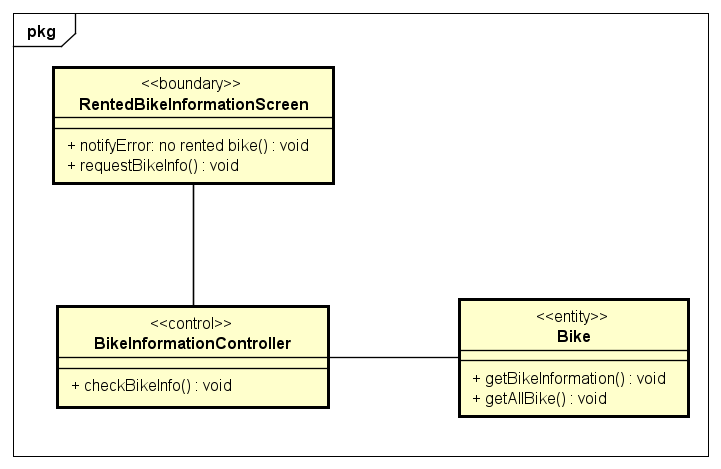 pkg
<<boundary>>
RentedBikeInformationScreen
+ notifyError: no rented bike() : void
+ requestBikeInfo() : void
<<control>>
BikeInformationController
+ checkBikeInfo() : void
<<entity>>
Bike
+ getBikeInformation() : void
+ getAllBike() : void